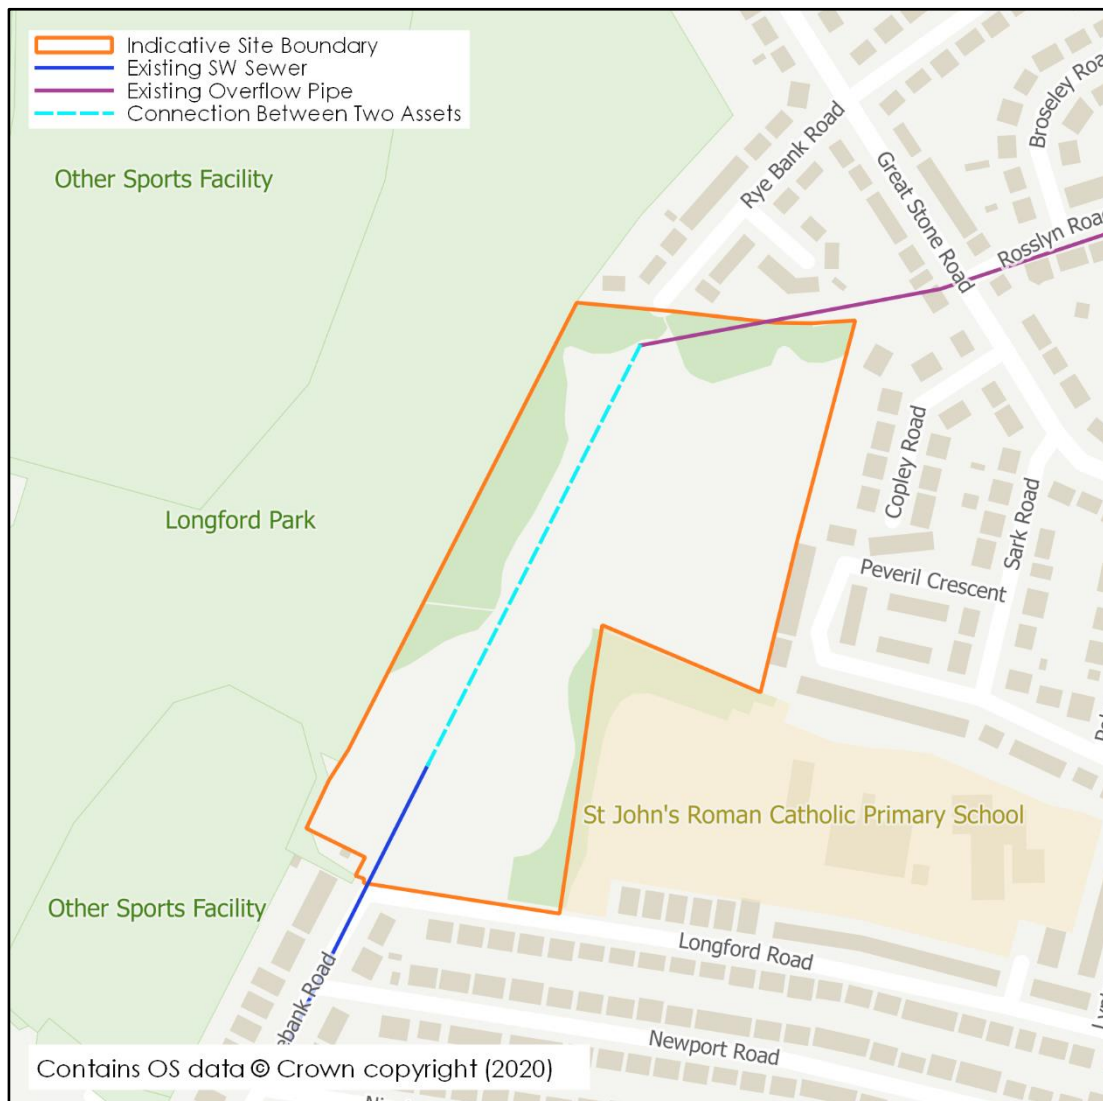 Indicative Site Boundary
Existing SW Sewer
Existing Overflow Pipe
Connection Between Two Assets
Broseley Road
Other Sports Facility
Rye Bank Road
Great Stone Road
Rosslyn Road
Longford Park
Copley Road
Sark Road
Peveril Crescent
St John's Roman Catholic Primary School
Other Sports Facility
Longford Road
ebank Road
Newport Road
Contains OS data © Crown copyright (2020)